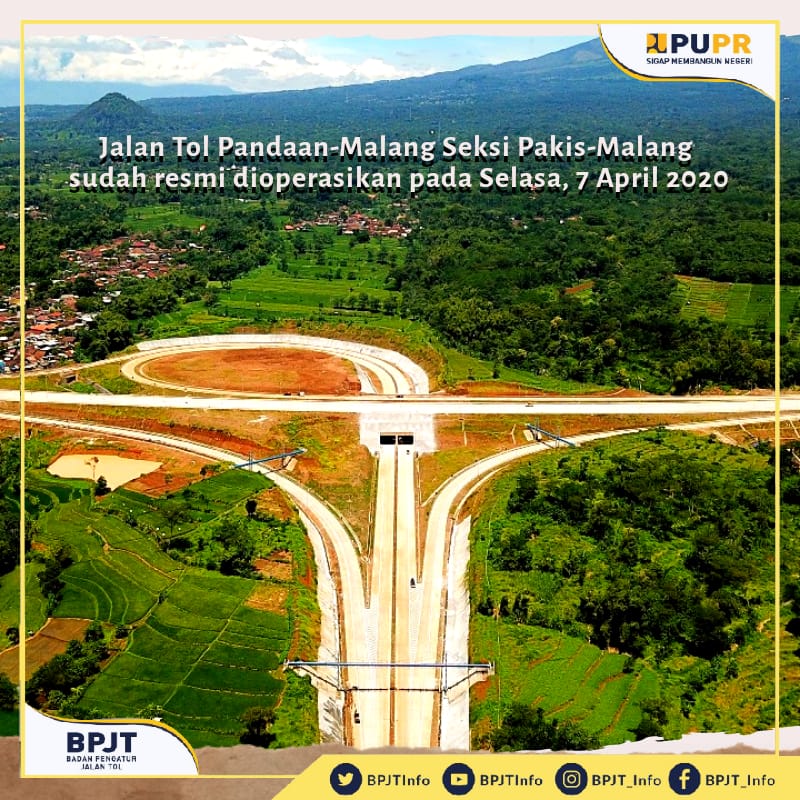 PUPR
SIGAP MEMBANGUN NEGERI
Jalan Tol Pandaan-Malang Seksi Pakis-Malang
sudah resmi dioperasikan pada Selasa, 7 April 2020
BPJT
BADAN PENGATUR
JALAN TOL
BPJTInfo
BPJTInfo
BPJT_Info
BPJT_Info